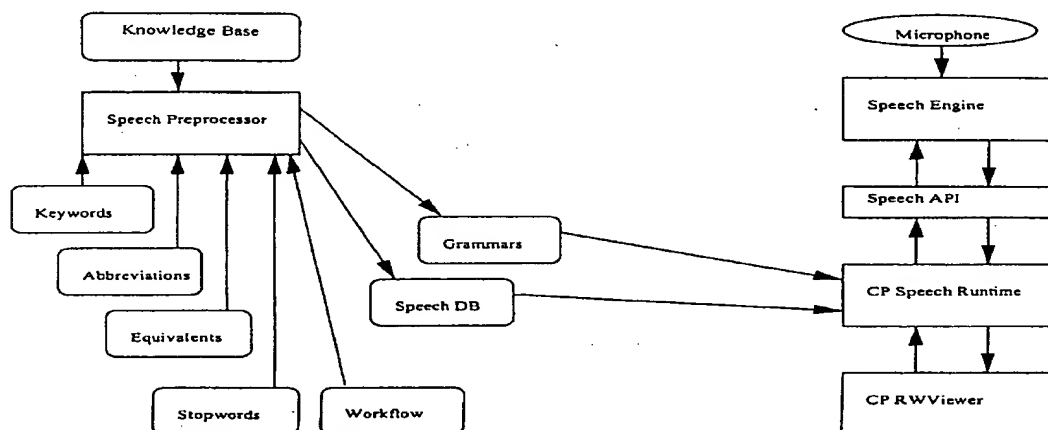 Knowledge Base
Microphone
Speech Preprocessor
Speech Engine
Keywords
Speech API
Grammars
Abbreviations
Speech DB
CP Speech Runtime
Equivalents
Stopwords
Workflow
CP RWViewer